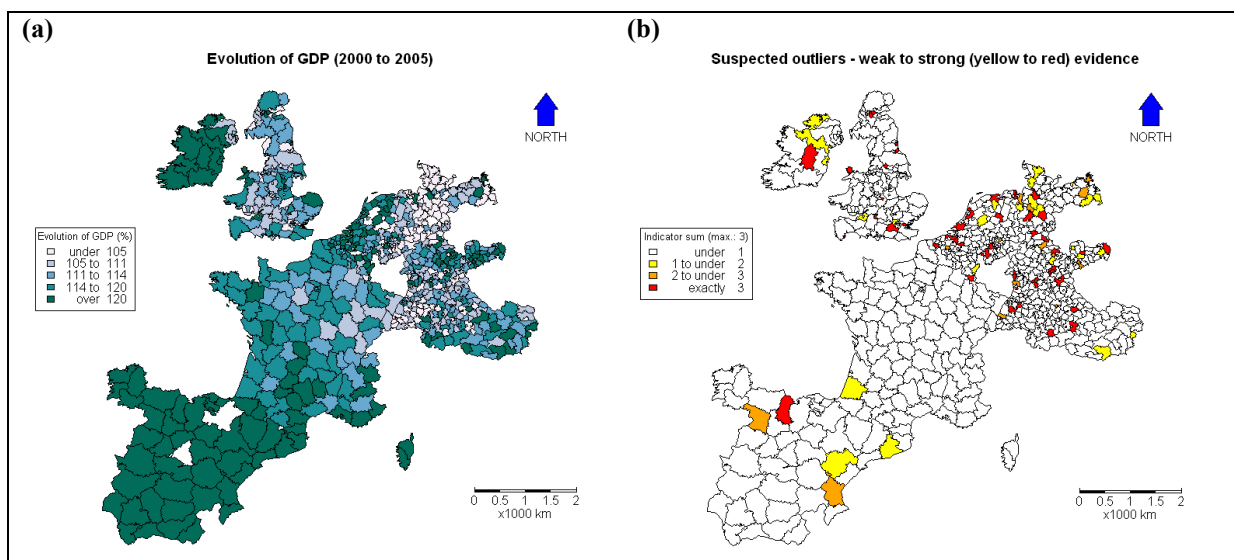 (a)
Evolution of GDP (2000 to 2005)
NORTH
Evolution of GDP (%)
under 105
105 to 111
111 to 114
114 to 120
over 120
0 0.5 1 1.5 2
x1000 km
(b)
Suspected outliers - weak to strong (yellow to red) evidence
NORTH
Indicator sum (max.: 3)
under 1
1 to under 2
2 to under 3
exactly 3
0 0.5 1 1.5 2
x1000 km